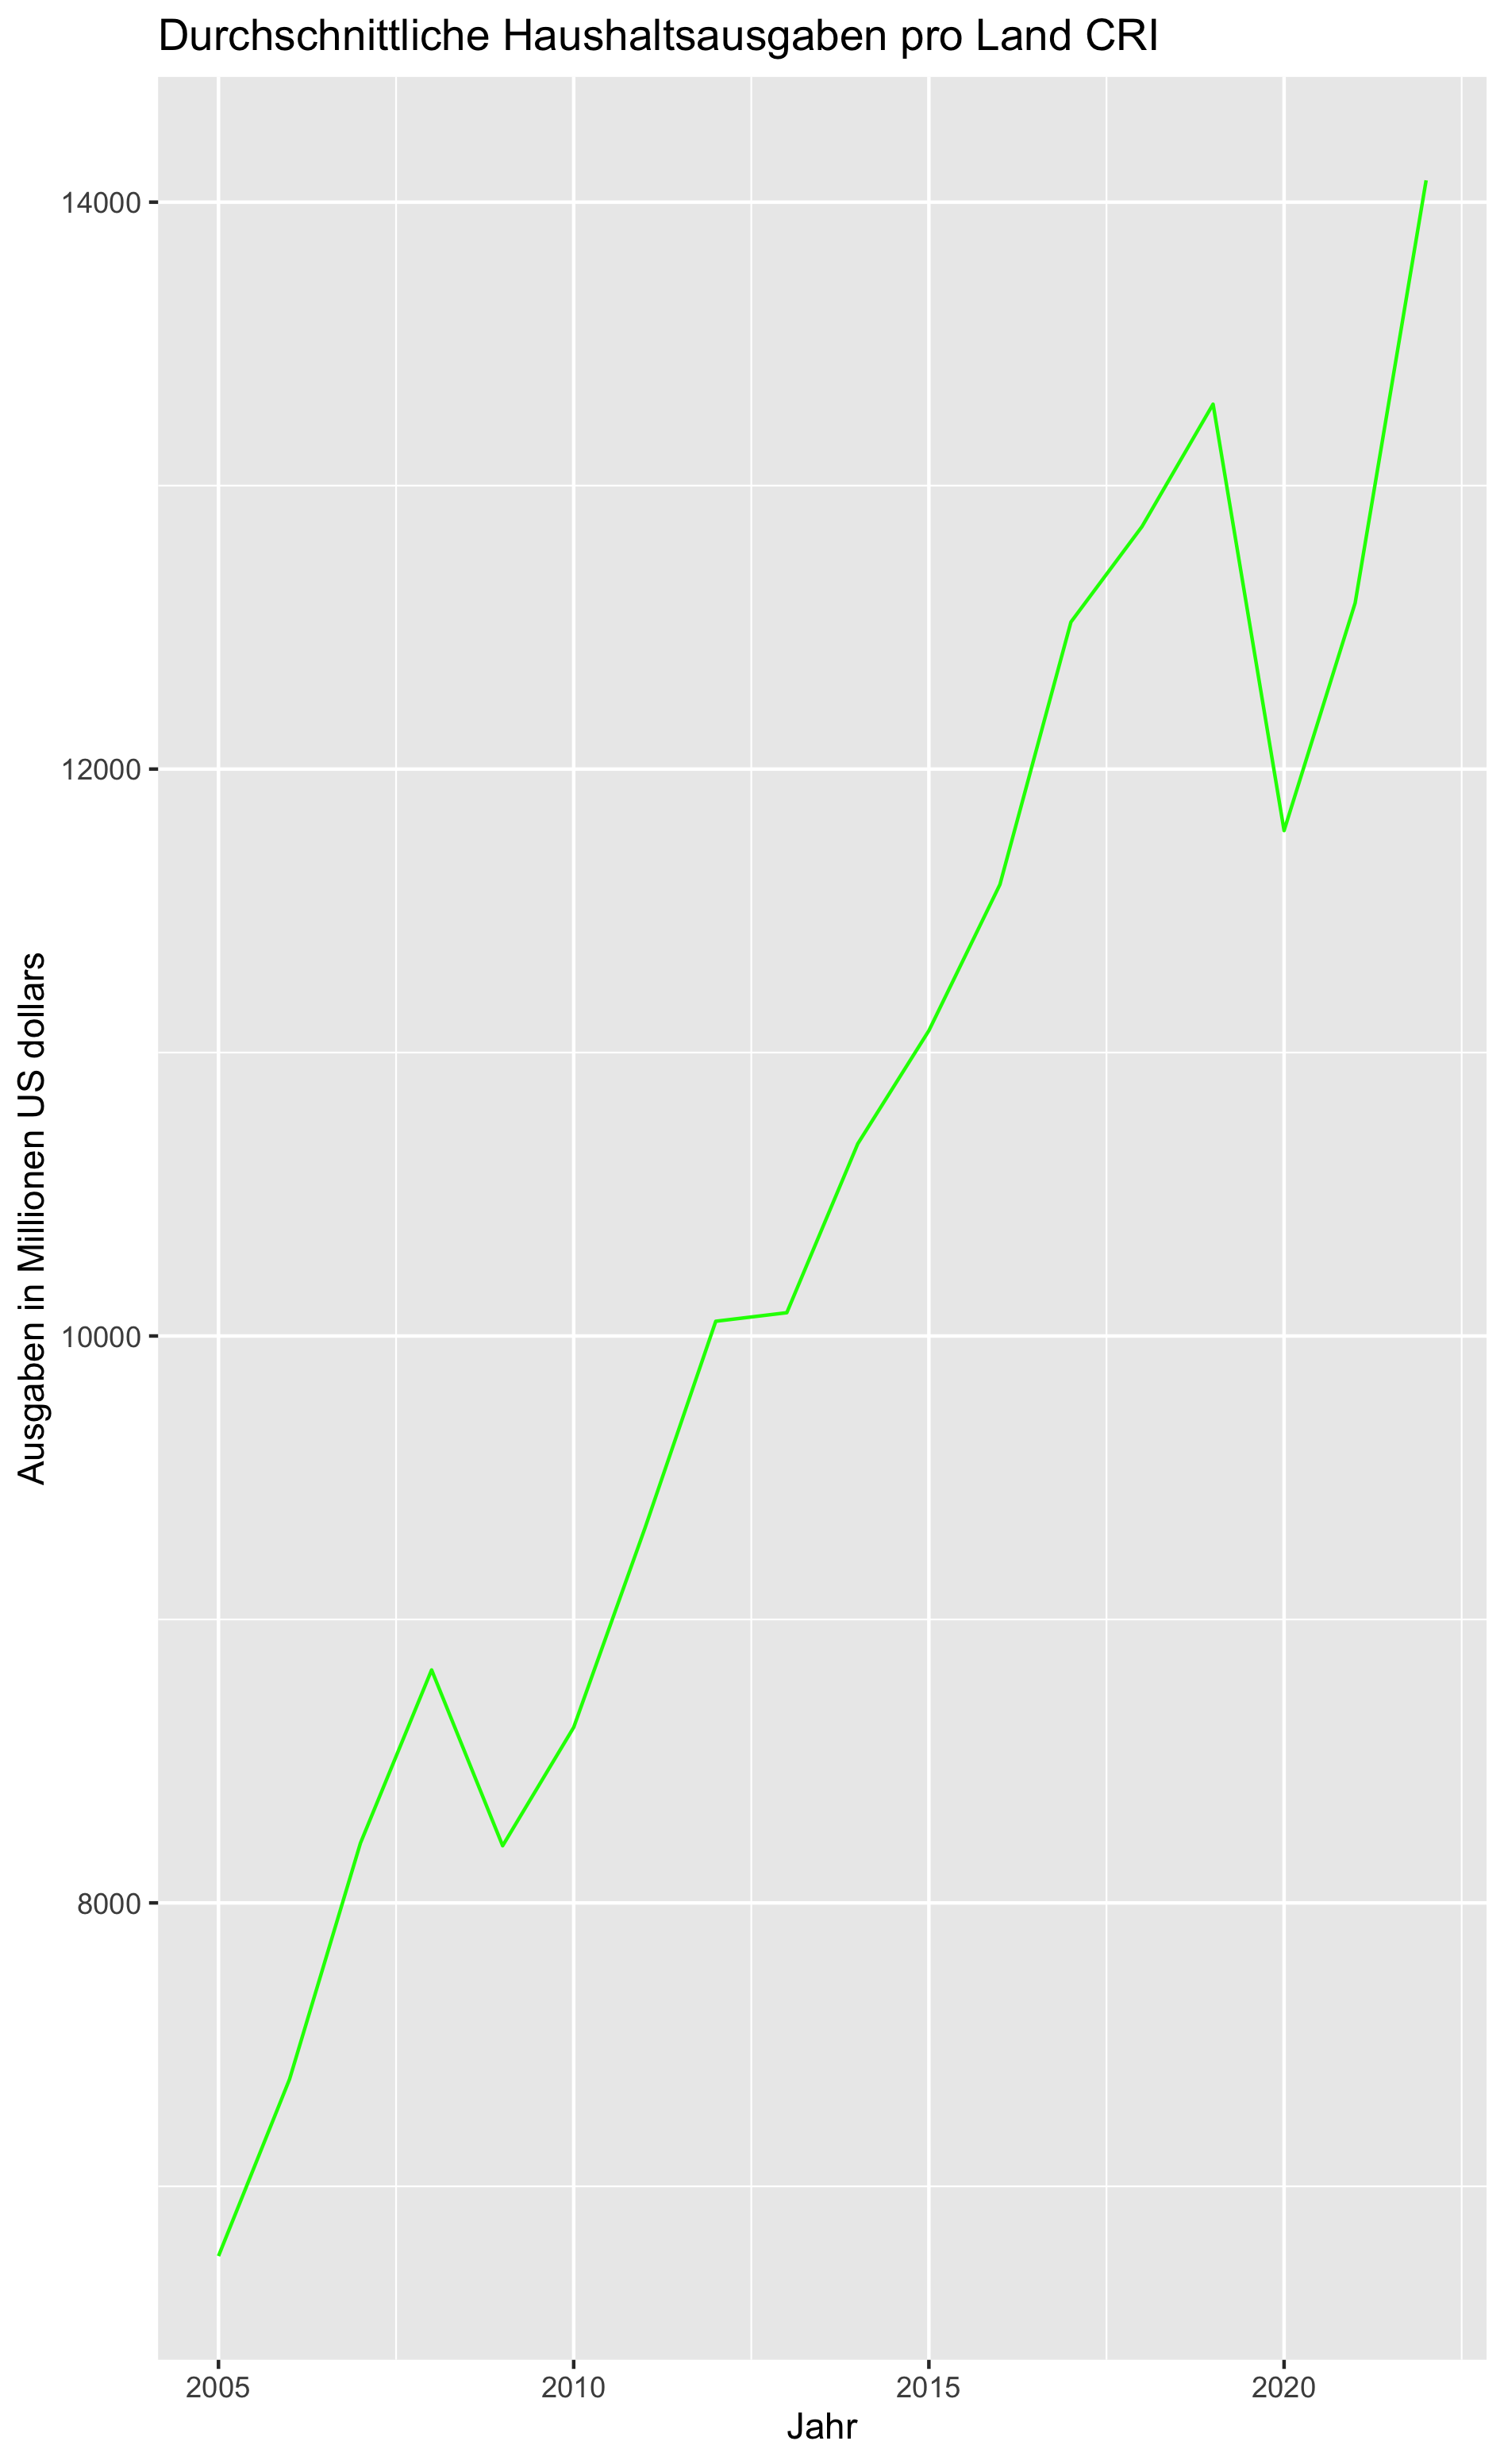 Durchschnittliche Haushaltsausgaben pro Land CRI
Ausgaben in Millionen US dollars
14000
12000
10000
8000
2005 2010 2015 2020
Jahr